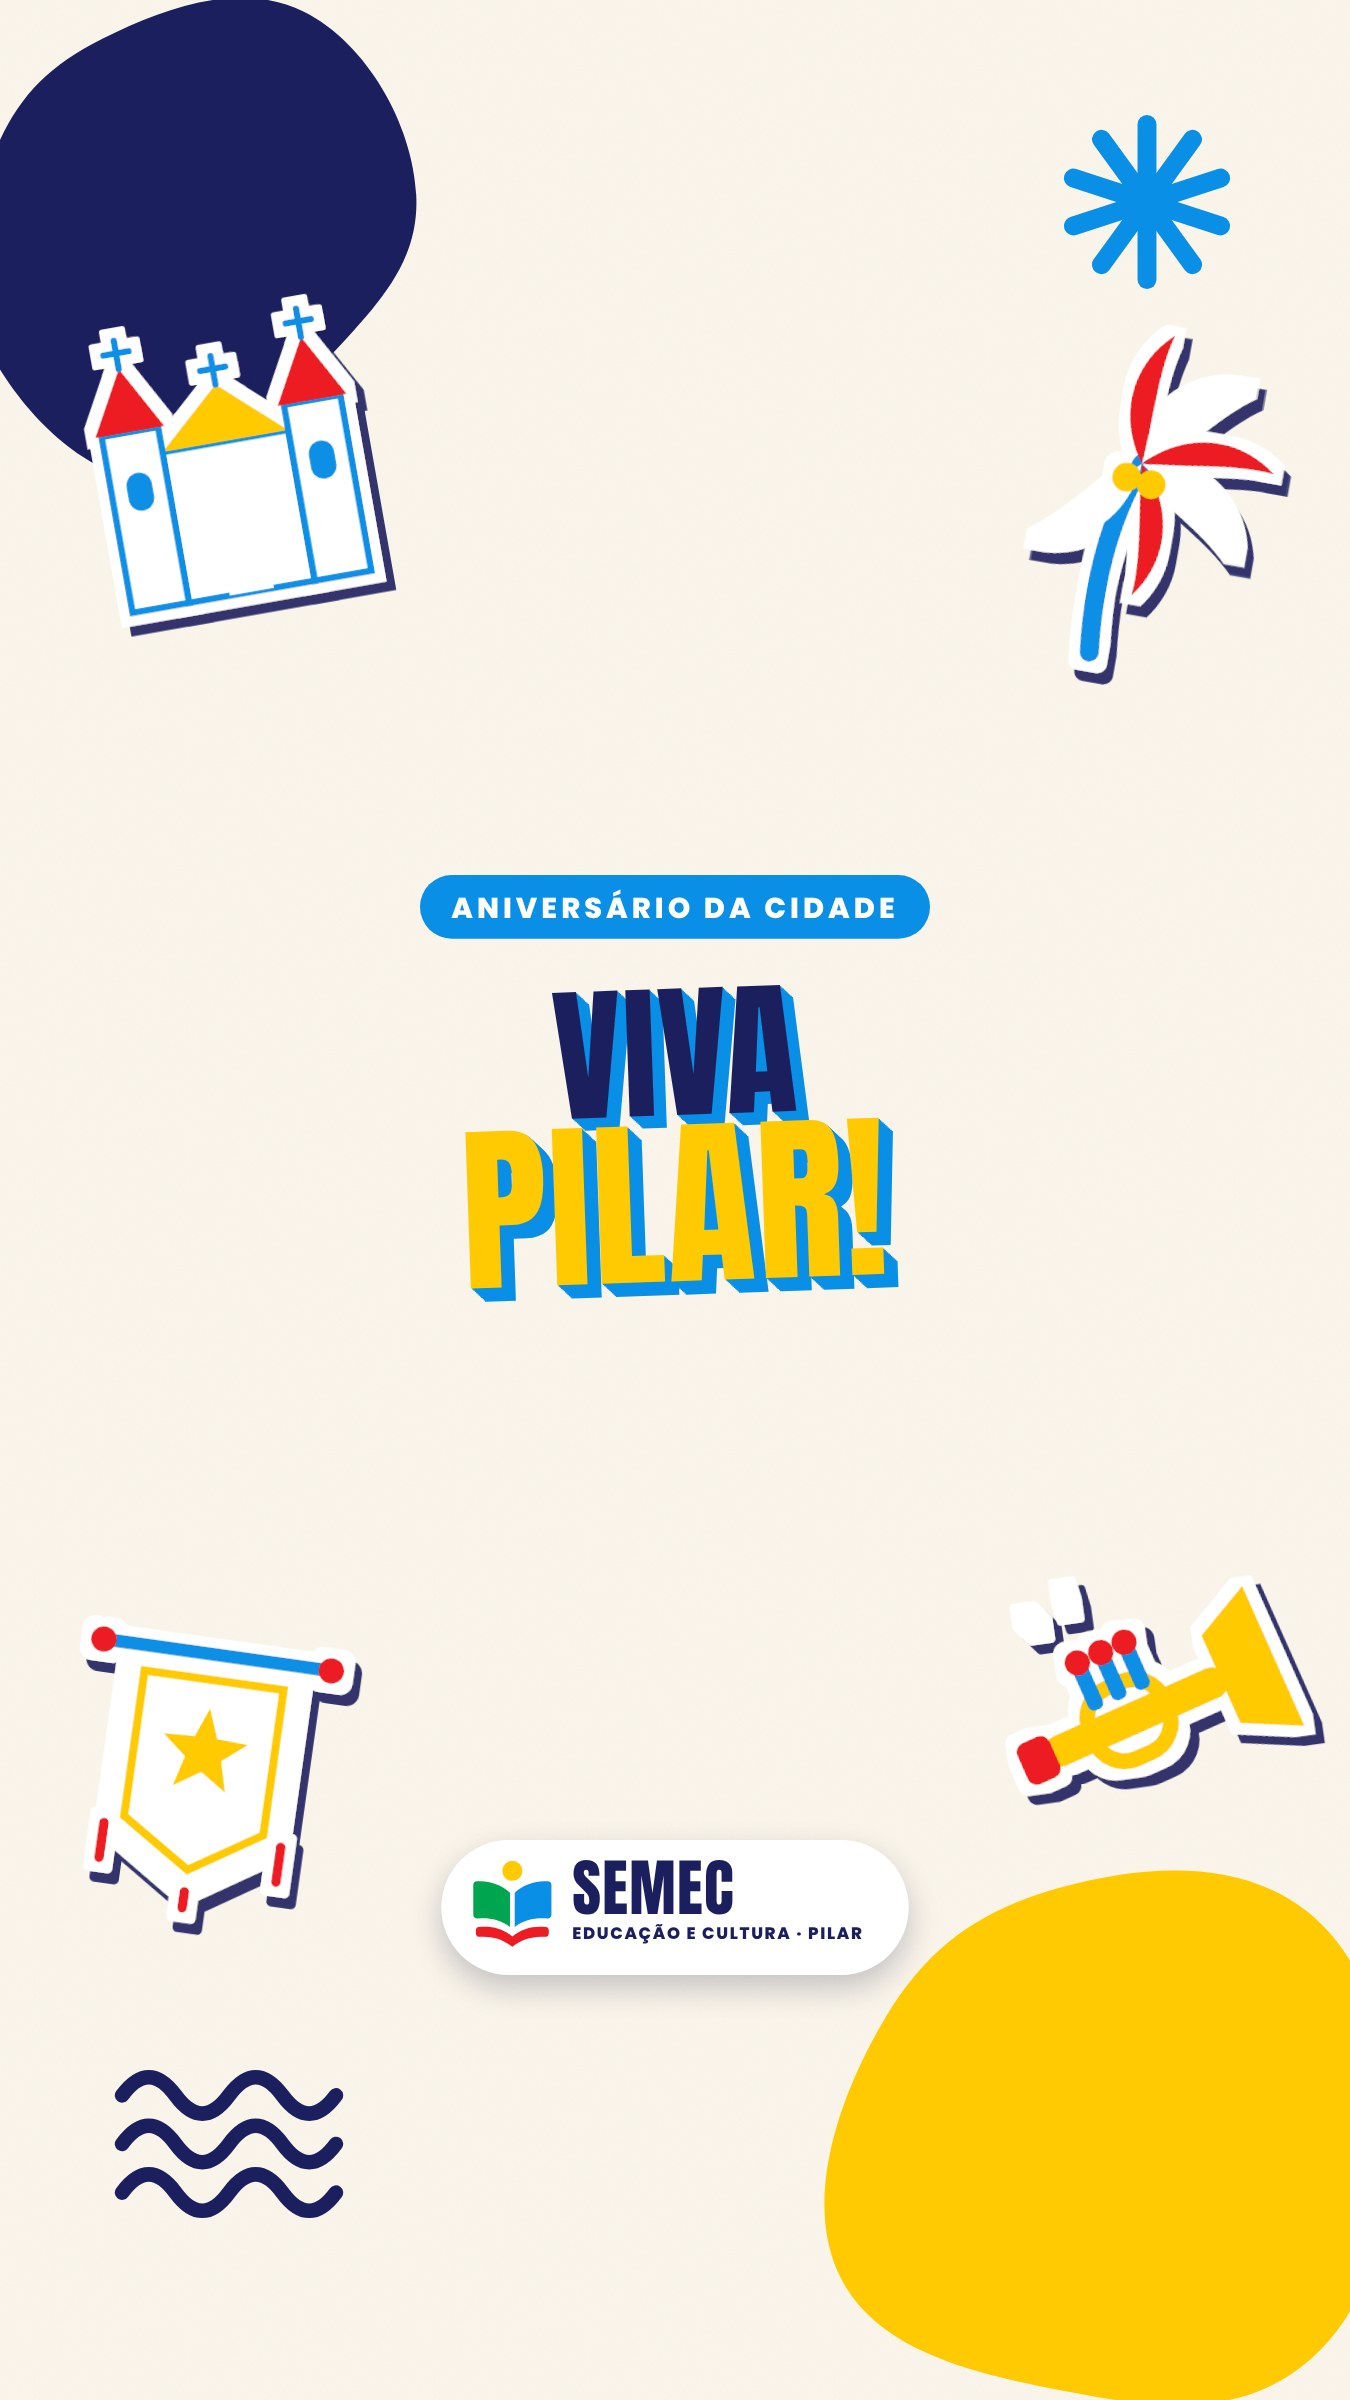 ANIVERSÁRIO DA CIDADE
VIVA
PILAR!
SEMEC
EDUCAÇÃO E CULTURA · PILAR